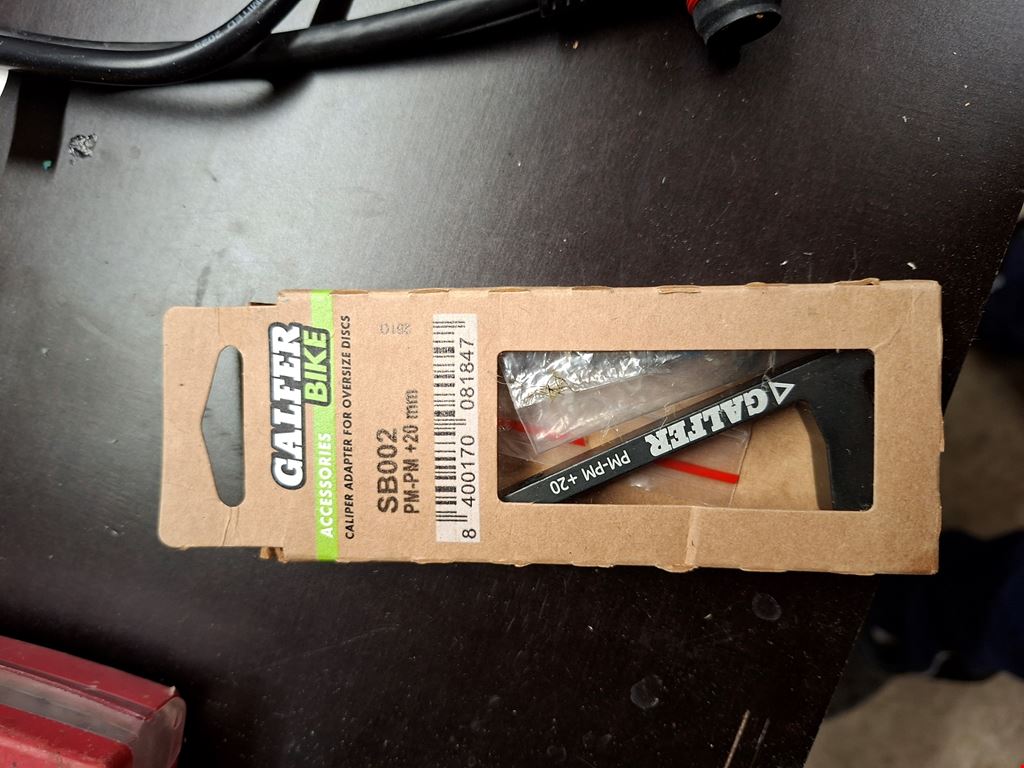 GALFER
BIKE
ACCESSORIES
CALIPER ADAPTER FOR OVERSIZE DISCS
SB002
PM-PM +20 mm
8 400170 081847
GALFER
PM-PM +20